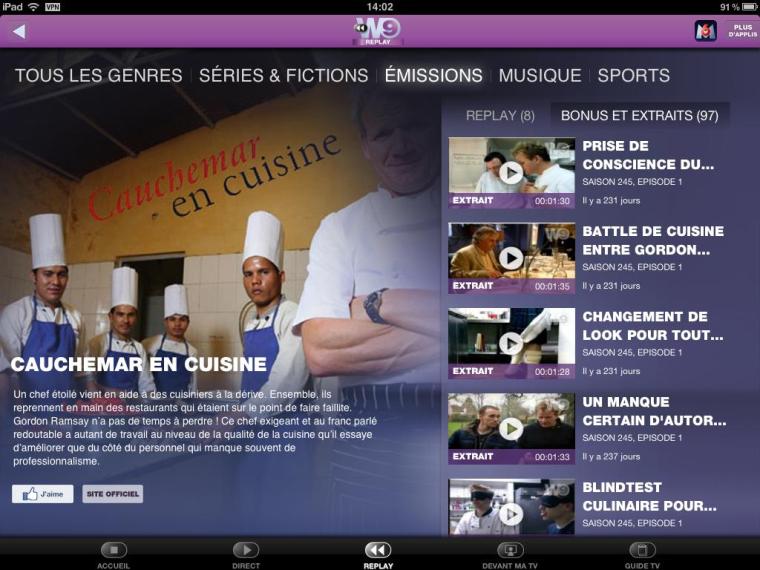 iPad VPN 14:02 91 %
W9
REPLAY
M6
PLUS
D'APPLIS
TOUS LES GENRES SÉRIES & FICTIONS ÉMISSIONS MUSIQUE SPORTS
Cauchemar
en cuisine
CAUCHEMAR EN CUISINE
Un chef étoilé vient en aide à des cuisiniers à la dérive. Ensemble, ils
reprennent en main des restaurants qui étaient sur le point de faire faillite.
Gordon Ramsay n'a pas de temps à perdre ! Ce chef exigeant et au franc parlé
redoutable a autant de travail au niveau de la qualité de la cuisine qu'il essaye
d'améliorer que du côté du personnel qui manque souvent de
professionnalisme.
J'aime SITE OFFICIEL
REPLAY (8) BONUS ET EXTRAITS (97)
EXTRAIT 00:01:30
PRISE DE
CONSCIENCE DU...
SAISON 245, EPISODE 1
Il y a 231 jours
W9
EXTRAIT 00:01:35
BATTLE DE CUISINE
ENTRE GORDON...
SAISON 245, EPISODE 1
Il y a 231 jours
W9
EXTRAIT 00:01:28
CHANGEMENT DE
LOOK POUR TOUT...
SAISON 245, EPISODE 1
Il y a 231 jours
EXTRAIT 00:01:33
UN MANQUE
CERTAIN D'AUTOR...
Il y a 237 jours
W9
BLINDTEST
CULINAIRE POUR...
SAISON 245, EPISODE 1
ACCUEIL DIRECT REPLAY DEVANT MA TV GUIDE TV